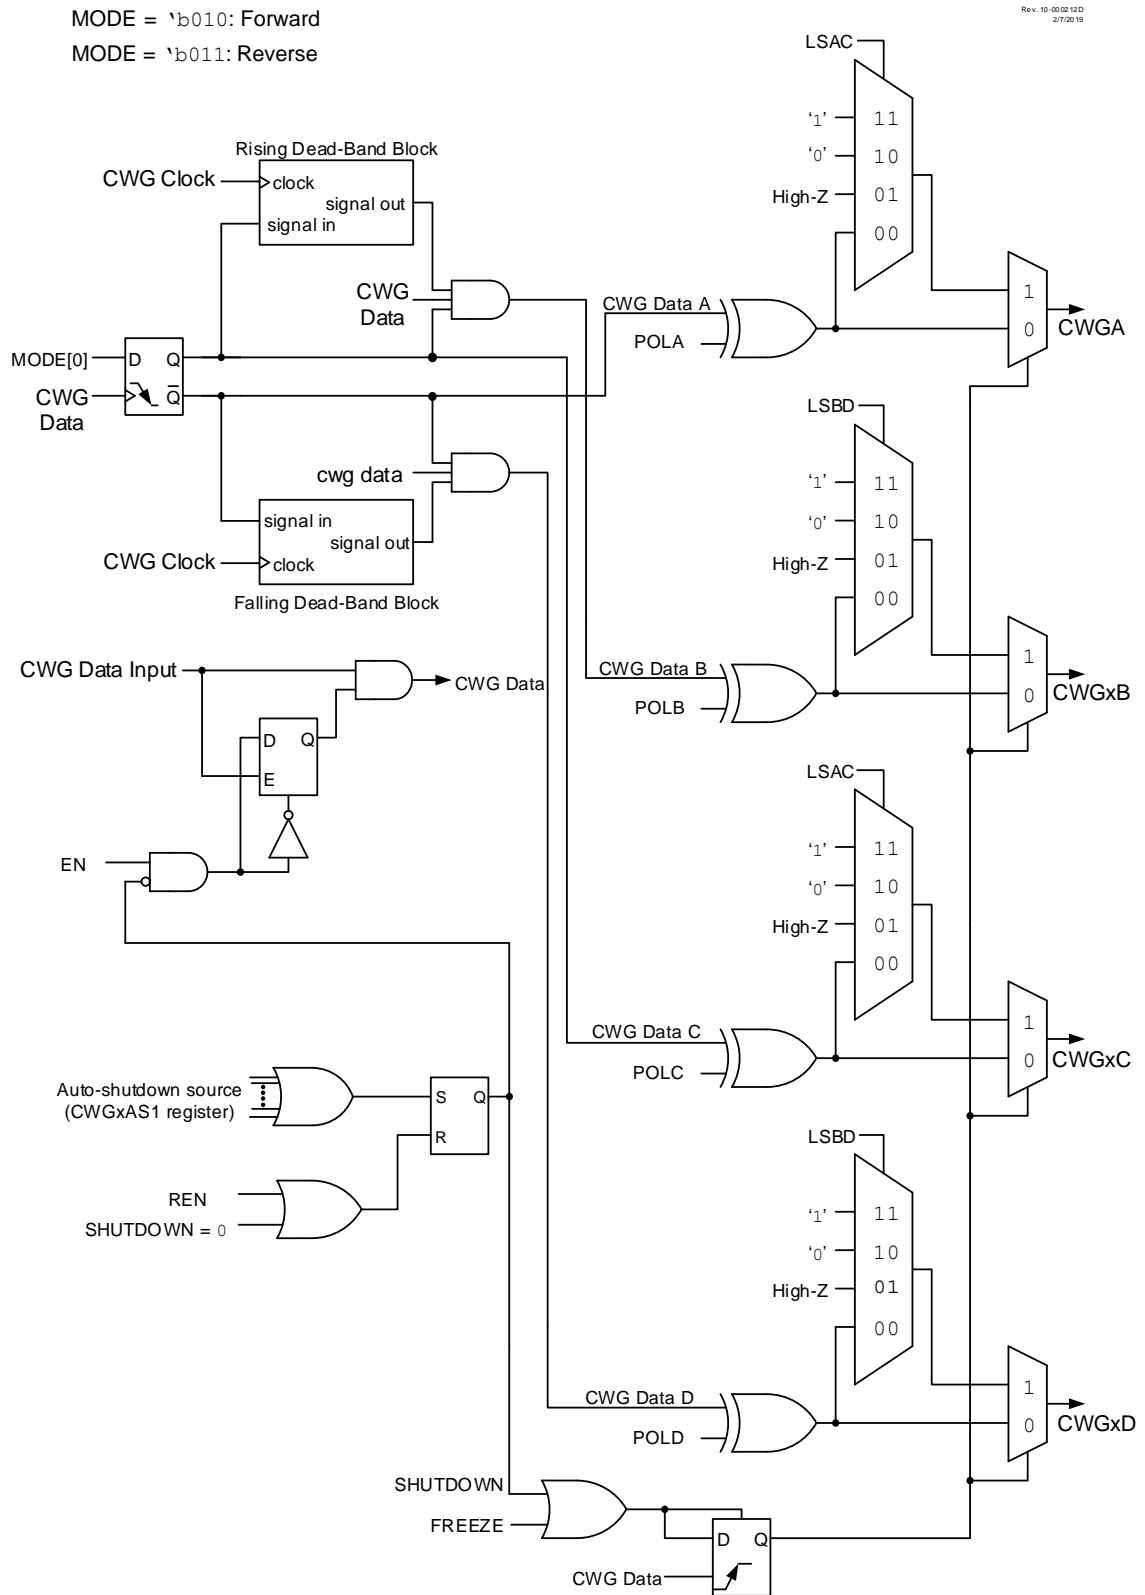 MODE = ‘b010: Forward
MODE = ‘b011: Reverse
Rev. 10-000212D
2/7/2019
LSAC
‘1’ 11
‘0’ 10
High-Z 01
00
1
0
CWGA
Rising Dead-Band Block
CWG Clock
clock
signal out
signal in
CWG
Data
CWG Data A
POLA
MODE[0]
D Q
CWG
Data
Q
LSBD
‘1’ 11
‘0’ 10
High-Z 01
00
1
0
CWGxB
cwg data
signal in
signal out
CWG Clock
clock
Falling Dead-Band Block
CWG Data B
POLB
CWG Data Input
CWG Data
D Q
E
EN
LSAC
‘1’ 11
‘0’ 10
High-Z 01
00
1
0
CWGxC
CWG Data C
POLC
Auto-shutdown source
(CWGxAS1 register)
S Q
R
REN
SHUTDOWN = 0
LSBD
‘1’ 11
‘0’ 10
High-Z 01
00
1
0
CWGxD
CWG Data D
POLD
SHUTDOWN
FREEZE
D Q
CWG Data